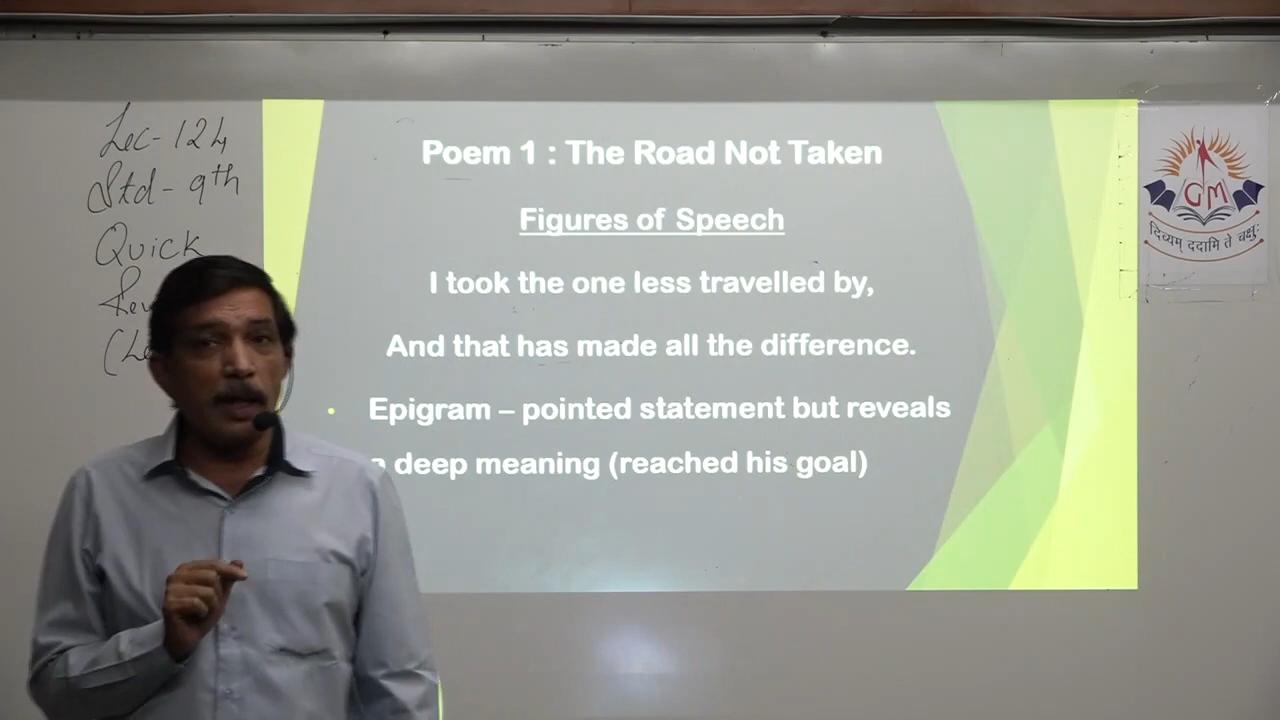 Lec-124
Std-9th
Quick
Poem 1 : The Road Not Taken
Figures of Speech
I took the one less travelled by,
And that has made all the difference.
• Epigram – pointed statement but reveals
a deep meaning (reached his goal)
GM
दिव्यम् ददामि ते चक्षुः